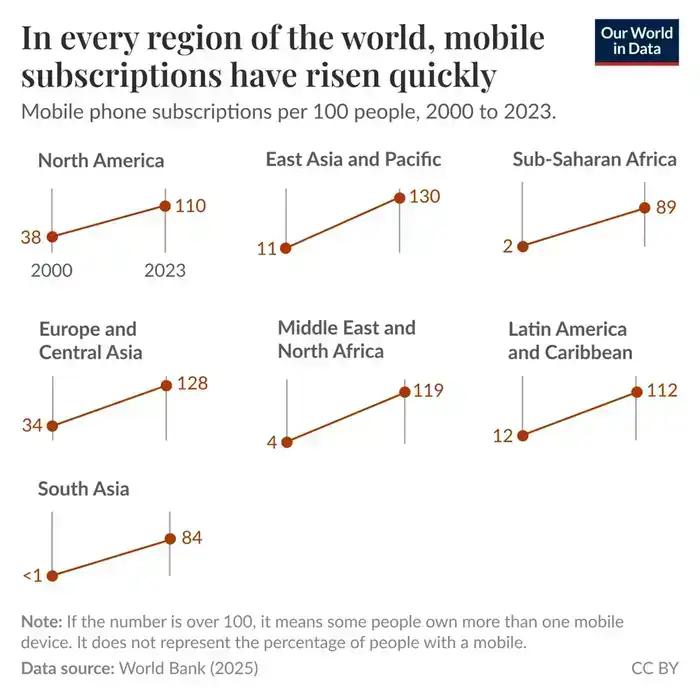 In every region of the world, mobile
subscriptions have risen quickly
Our World
in Data
Mobile phone subscriptions per 100 people, 2000 to 2023.
North America
38
110
2000
2023
East Asia and Pacific
11
130
Sub-Saharan Africa
2
89
Europe and
Central Asia
34
128
Middle East and
North Africa
4
119
Latin America
and Caribbean
12
112
South Asia
<1
84
Note: If the number is over 100, it means some people own more than one mobile
device. It does not represent the percentage of people with a mobile.
Data source: World Bank (2025)
CC BY